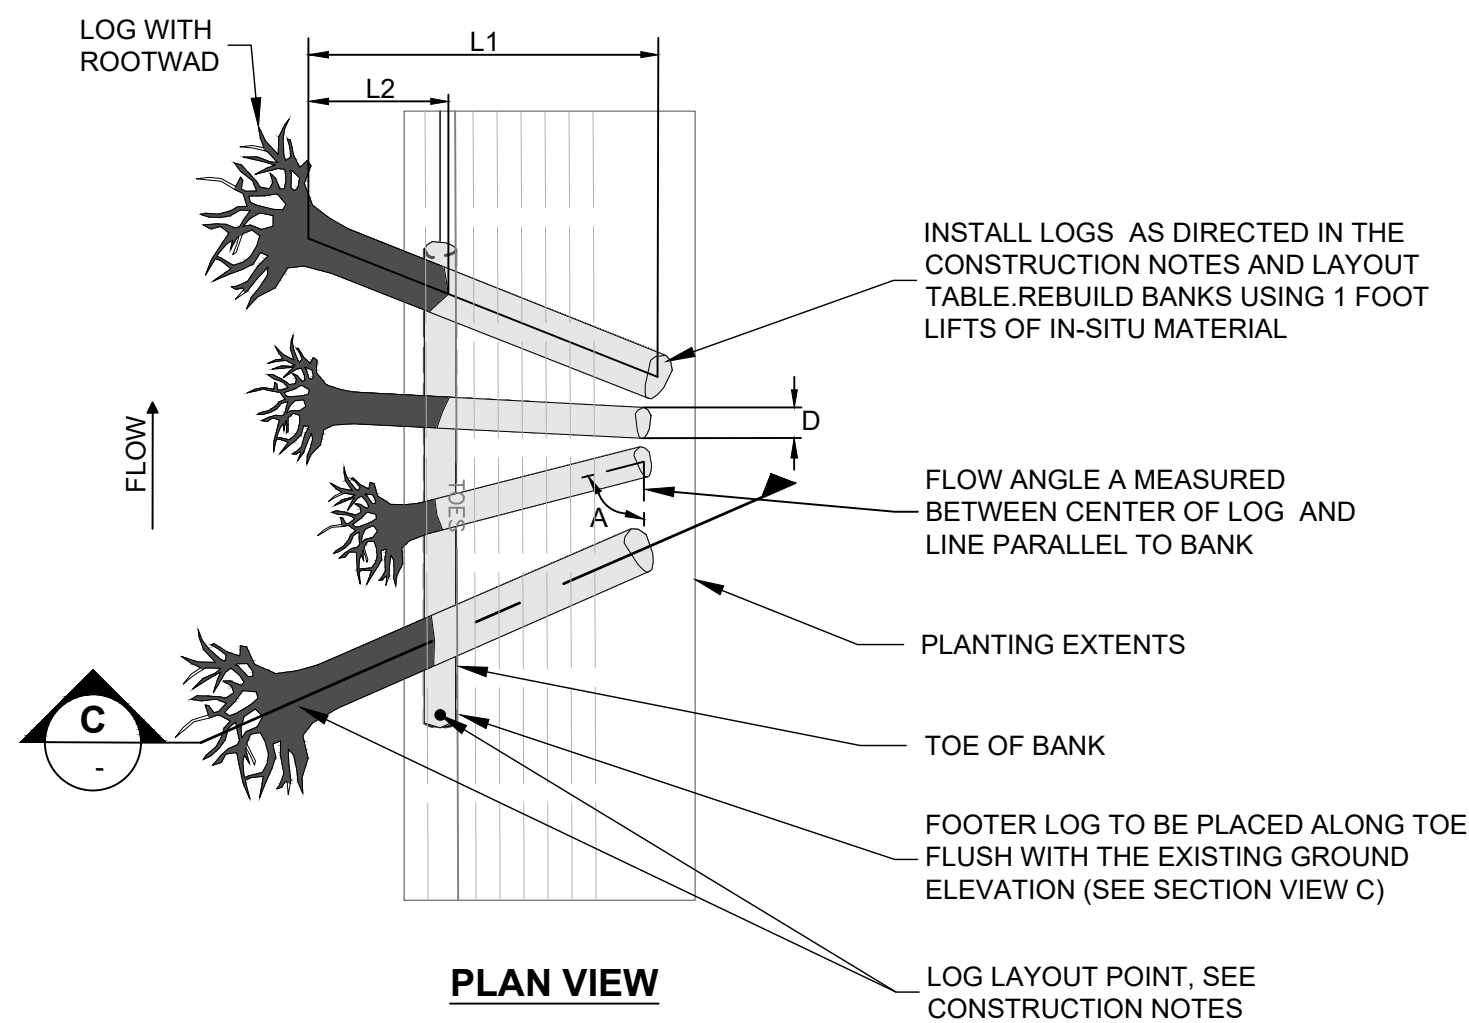 LOG WITH
ROOTWAD
L1
L2
INSTALL LOGS AS DIRECTED IN THE
CONSTRUCTION NOTES AND LAYOUT
TABLE.REBUILD BANKS USING 1 FOOT
LIFTS OF IN-SITU MATERIAL
D
FLOW
FLOW ANGLE A MEASURED
BETWEEN CENTER OF LOG AND
LINE PARALLEL TO BANK
TOES
A
PLANTING EXTENTS
C
-
TOE OF BANK
FOOTER LOG TO BE PLACED ALONG TOE
FLUSH WITH THE EXISTING GROUND
ELEVATION (SEE SECTION VIEW C)
LOG LAYOUT POINT, SEE
CONSTRUCTION NOTES
PLAN VIEW